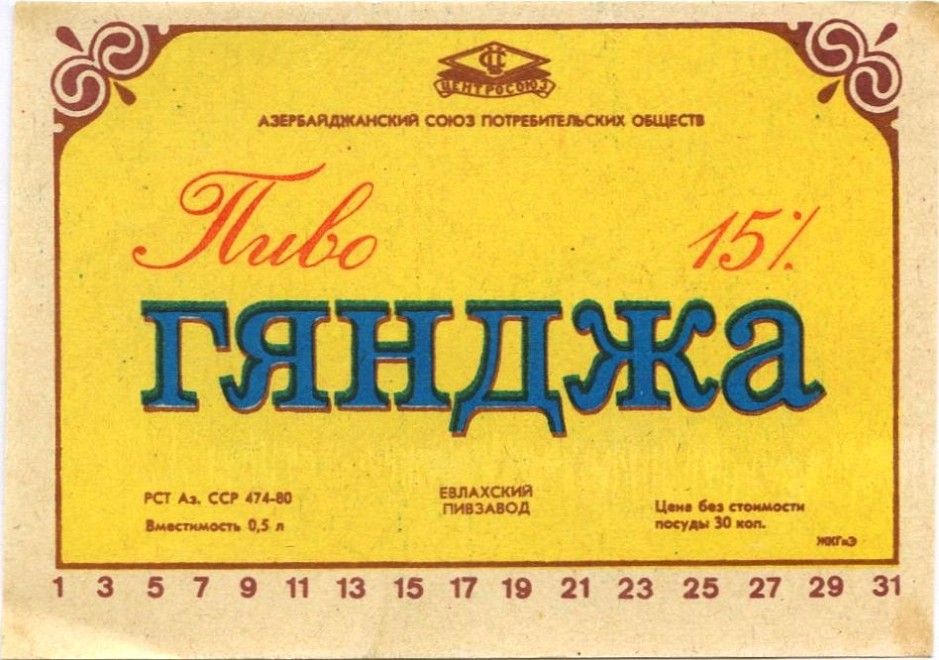 ЦС
ЦЕНТРОСОЮЗ
АЗЕРБАЙДЖАНСКИЙ СОЮЗ ПОТРЕБИТЕЛЬСКИХ ОБЩЕСТВ
Пиво 15%
ГЯНДЖА
РСТ Аз. ССР 474-80
Вместимость 0,5 л
ЕВЛАХСКИЙ
ПИВЗАВОД
Цена без стоимости
посуды 30 коп.
ЖКГиЭ
1 3 5 7 9 11 13 15 17 19 21 23 25 27 29 31